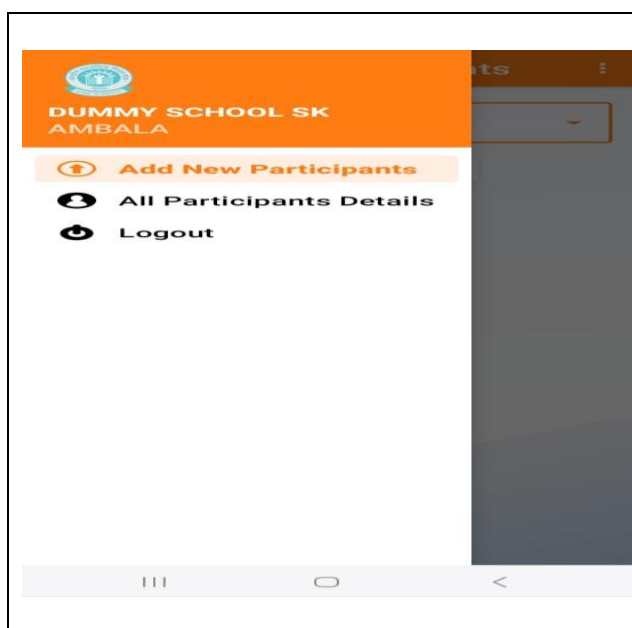 DUMMY SCHOOL SK
AMBALA
Add New Participants
All Participants Details
Logout